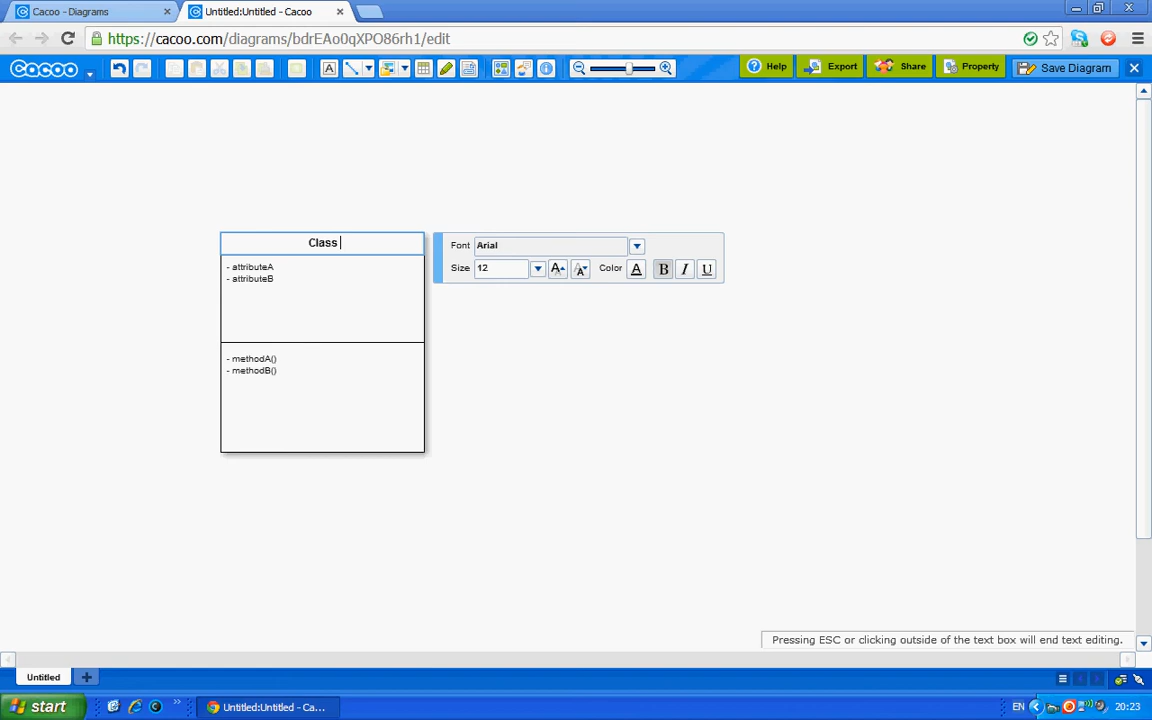 Cacoo - Diagrams
Untitled:Untitled - Cacoo
https://cacoo.com/diagrams/bdrEAo0qXPO86rh1/edit
Cacoo
A
Help
Export
Share
Property
Save Diagram
Class
- attributeA
- attributeB
- methodA()
- methodB()
Font Arial
Size 12 Color A B I U
Pressing ESC or clicking outside of the text box will end text editing.
Untitled
start
Untitled:Untitled - Ca...
EN
20:23